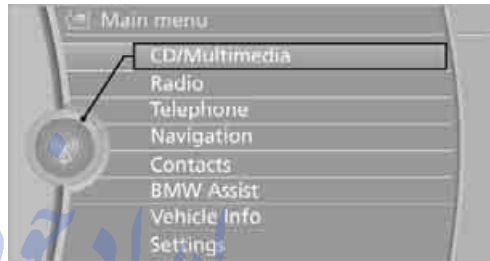 Main menu
CD/Multimedia
Radio
Telephone
Navigation
Contacts
BMW Assist
Vehicle Info
Settings